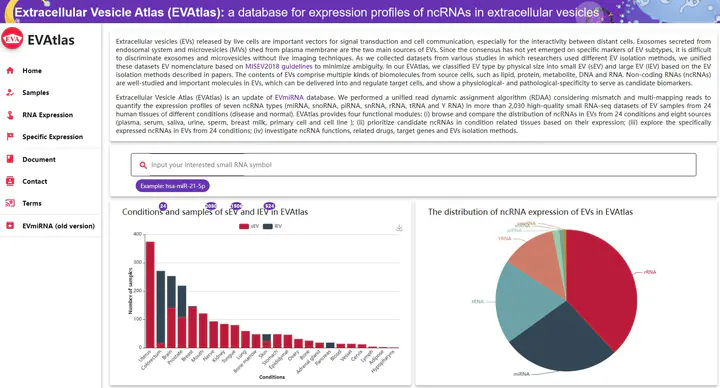 Extracellular Vesicle Atlas (EVAtlas): a database for expression profiles of ncRNAs in extracellular vesicles
EVA
EVAtlas
Home
Samples
RNA Expression
Specific Expression
Document
Contact
Terms
EVmiRNA (old version)
Extracellular vesicles (EVs) released by live cells are important vectors for signal transduction and cell communication, especially for the interactivity between distant cells. Exosomes secreted from
endosomal system and microvesicles (MVs) shed from plasma membrane are the two main sources of EVs. Since the consensus has not yet emerged on specific markers of EV subtypes, it is difficult
to discriminate exosomes and microvesicles without the imaging techniques. As we collected datasets from various studies in which researchers used different EV isolation methods, we unified
these datasets EV nomenclature based on MISEV2018 guidelines to minimize ambiguity. In our EVAtlas, we classified EV type by physical size into small EV (sEV) and large EV (lEV) based on the EV
isolation methods described in papers. The contents of EVs comprise multiple kinds of biomolecules from source cells, such as lipid, protein, metabolite, DNA and RNA. Non-coding RNAs (ncRNAs)
are well-studied and important molecules in EVs, which can be delivered into and regulate target cells, and show a physiological- and pathological-specificity to serve as candidate biomarkers.
Extracellular Vesicle Atlas (EVAtlas) is an update of EVmiRNA database. We performed a unified read dynamic assignment algorithm (RDAA) considering mismatch and multi-mapping reads to
quantify the expression profiles of seven ncRNA types (miRNA, snoRNA, piRNA, snRNA, rRNA, tRNA and Y RNA) in more than 2,030 high-quality small RNA-seq datasets of EV samples from 24
human tissues of different conditions (disease and normal). EVAtlas provides four functional modules: (i) browse and compare the distribution of ncRNAs in EVs from 24 conditions and eight sources
(plasma, serum, saliva, urine, sperm, breast milk, primary cell and cell line ); (ii) prioritize candidate ncRNAs in condition related tissues based on their expression; (iii) explore the specifically
expressed ncRNAs in EVs from 24 conditions; (iv) investigate ncRNA functions, related drugs, target genes and EVs isolation methods.
Input your interested small RNA symbol
Example: hsa-miR-21-5p
24
2030
1506
524
Conditions and samples of sEV and lEV in EVAtlas
sEV
lEV
Number of samples
400
300
200
100
0
Uterus
Colorectum
Brain
Prostate
Breast
Mouth
Nerve
Kidney
Tongue
Lung
Bone marrow
Skin
Stomach
Epididymal
Ovary
Bone
Adrenal gland
Pancreas
Blood
Vessel
Cervix
Lymph
Adipose
Hypopharynx
Conditions
The distribution of ncRNA expression of EVs in EVAtlas
piRNA
YRNA
tRNA
miRNA
rRNA